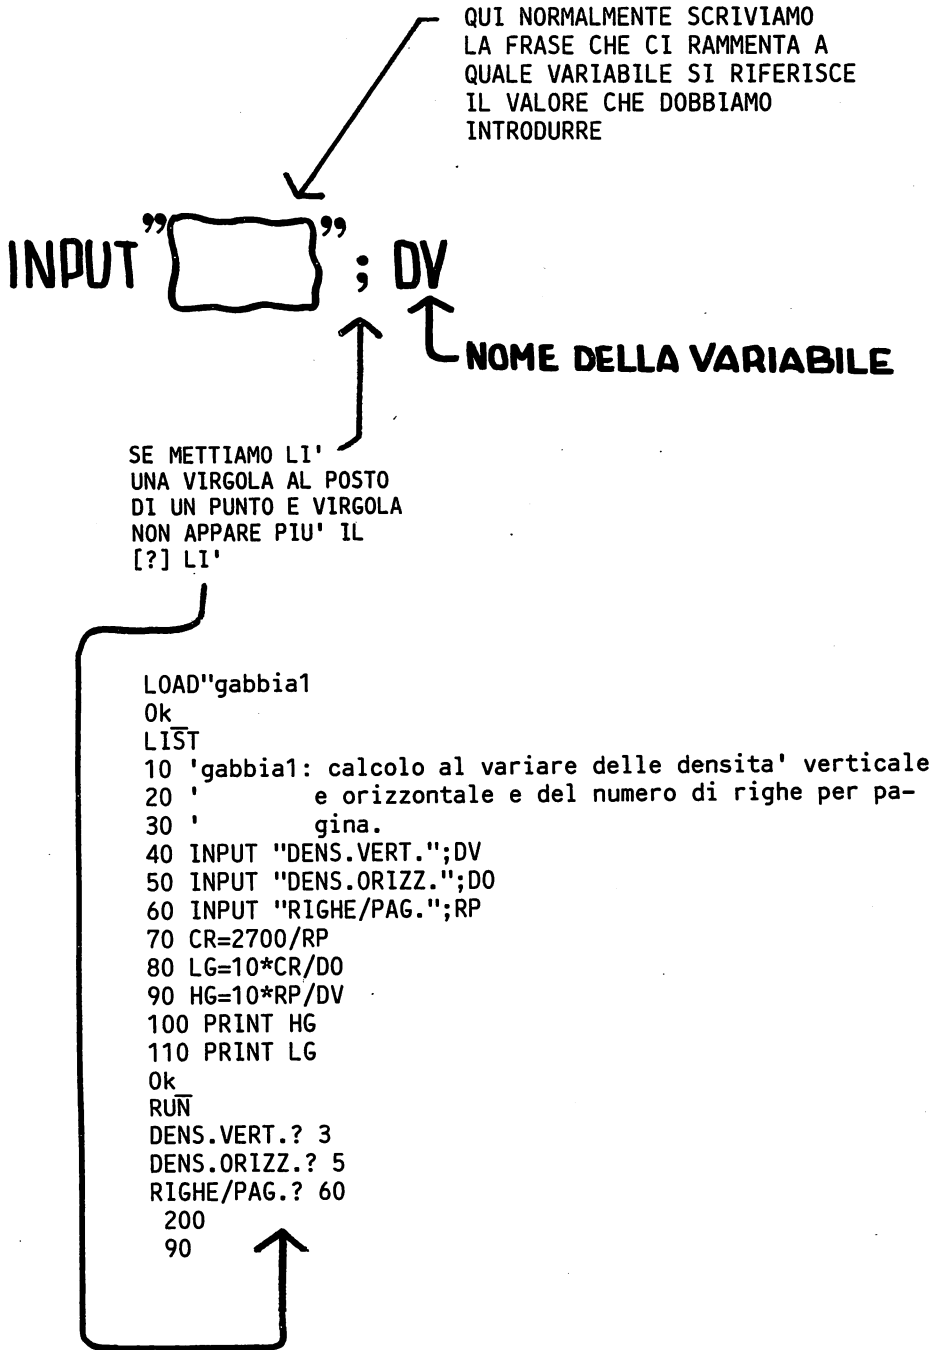 QUI NORMALMENTE SCRIVIAMO
LA FRASE CHE CI RAMMENTA A
QUALE VARIABILE SI RIFERISCE
IL VALORE CHE DOBBIAMO
INTRODURRE
INPUT" " ; DV
NOME DELLA VARIABILE
SE METTIAMO LI'
UNA VIRGOLA AL POSTO
DI UN PUNTO E VIRGOLA
NON APPARE PIU' IL
[?] LI'
LOAD"gabbia1
Ok_
LIST
10 'gabbia1: calcolo al variare delle densita' verticale
20 '         e orizzontale e del numero di righe per pa-
30 '         gina.
40 INPUT "DENS.VERT.";DV
50 INPUT "DENS.ORIZZ.";DO
60 INPUT "RIGHE/PAG.";RP
70 CR=2700/RP
80 LG=10*CR/DO
90 HG=10*RP/DV
100 PRINT HG
110 PRINT LG
Ok_
RUN
DENS.VERT.? 3
DENS.ORIZZ.? 5
RIGHE/PAG.? 60
200
90